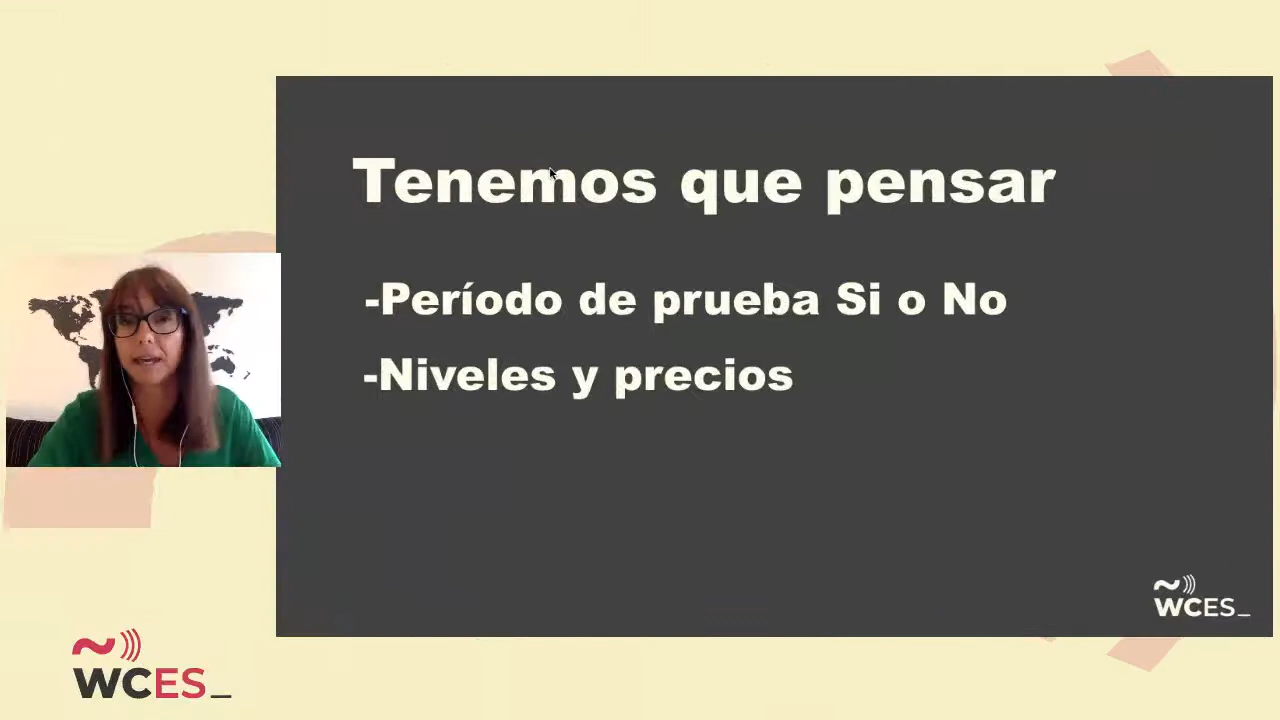 Tenemos que pensar
-Período de prueba Si o No
-Niveles y precios
WCES_
WCES_